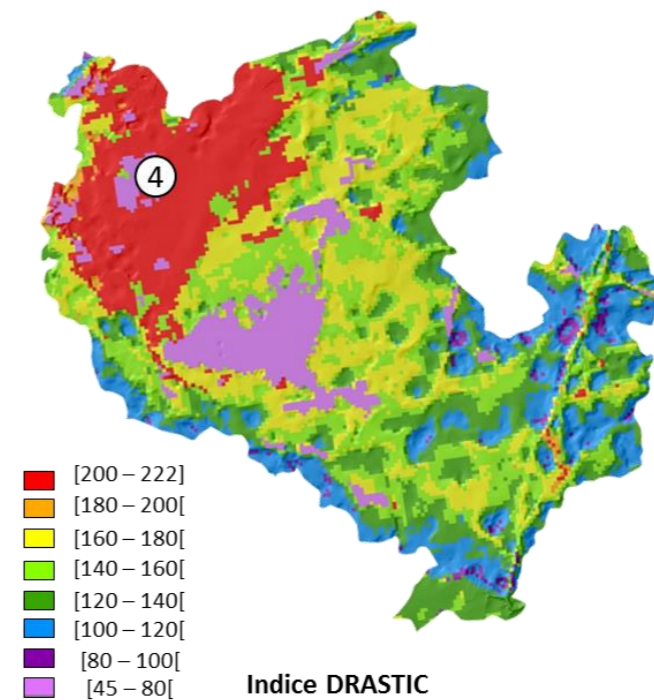 4
[200 – 222]
[180 – 200[
[160 – 180[
[140 – 160[
[120 – 140[
[100 – 120[
[80 – 100[
[45 – 80[
Indice DRASTIC